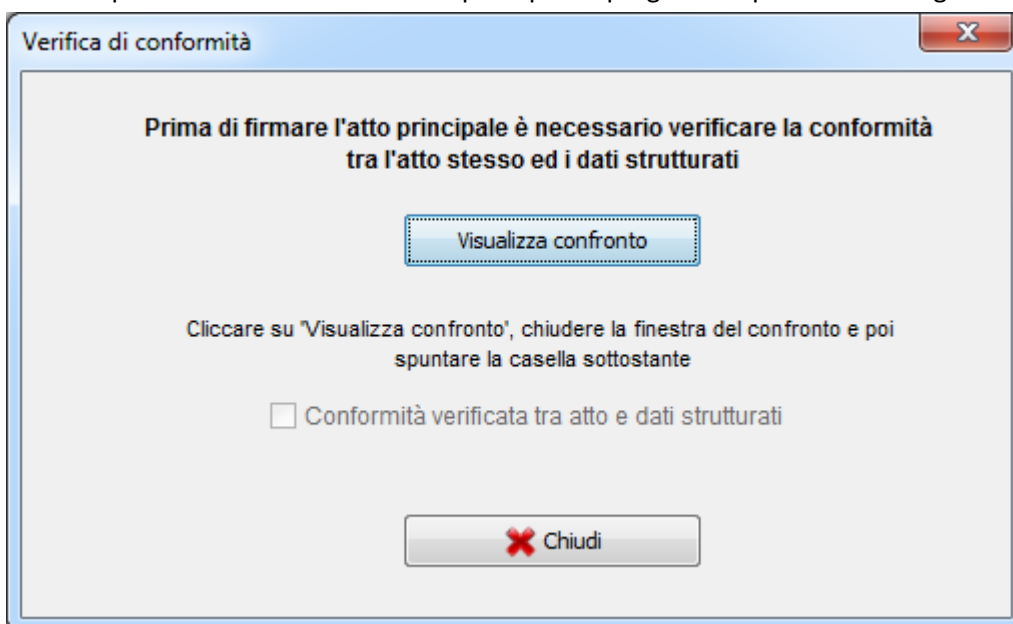 Verifica di conformità
Prima di firmare l'atto principale è necessario verificare la conformità
tra l'atto stesso ed i dati strutturati
Visualizza confronto
Cliccare su 'Visualizza confronto', chiudere la finestra del confronto e poi
spuntare la casella sottostante
Conformità verificata tra atto e dati strutturati
Chiudi